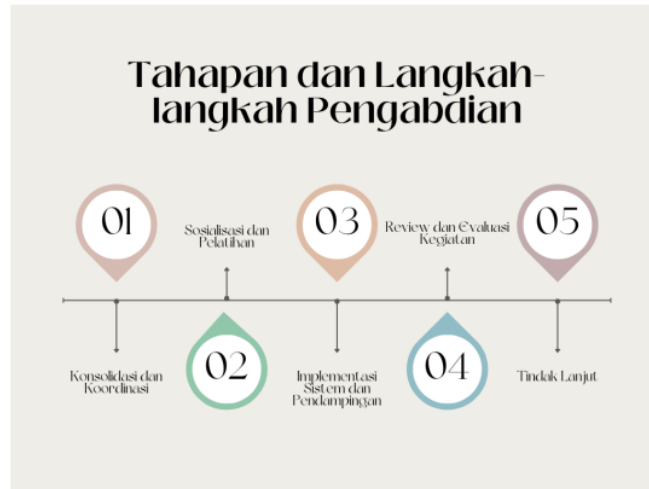 Tahapan dan Langkah-
langkah Pengabdian
01
Konsolidasi dan
Koordinasi
Sosialisasi dan
Pelatihan
02
03
Implementasi
Sistem dan
Pendampingan
Review dan Evaluasi
Kegiatan
04
05
Tindak Lanjut